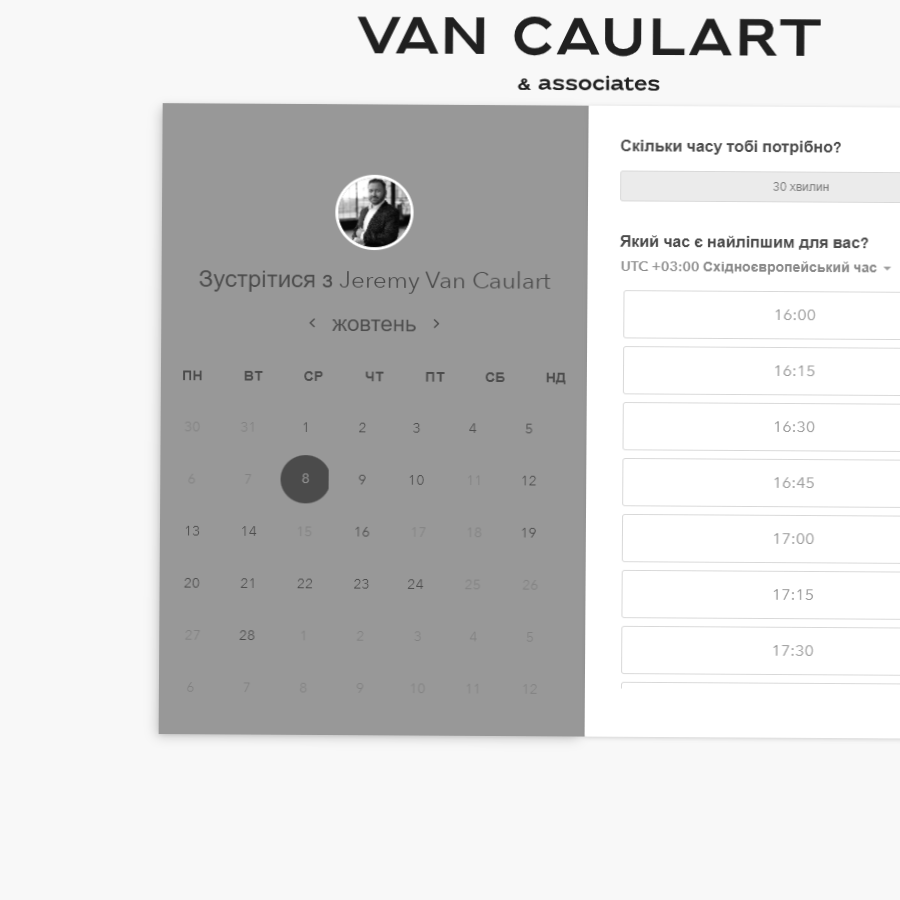 VAN CAULART
& associates
Зустрітися з Jeremy Van Caulart
жовтень
ПН ВТ СР ЧТ ПТ СБ НД
30 31 1 2 3 4 5
6 7 8 9 10 11 12
13 14 15 16 17 18 19
20 21 22 23 24 25 26
27 28 1 2 3 4 5
6 7 8 9 10 11 12
Скільки часу тобі потрібно?
30 хвилин
Який час є найліпшим для вас?
UTC +03:00 Східноєвропейський час
16:00
16:15
16:30
16:45
17:00
17:15
17:30